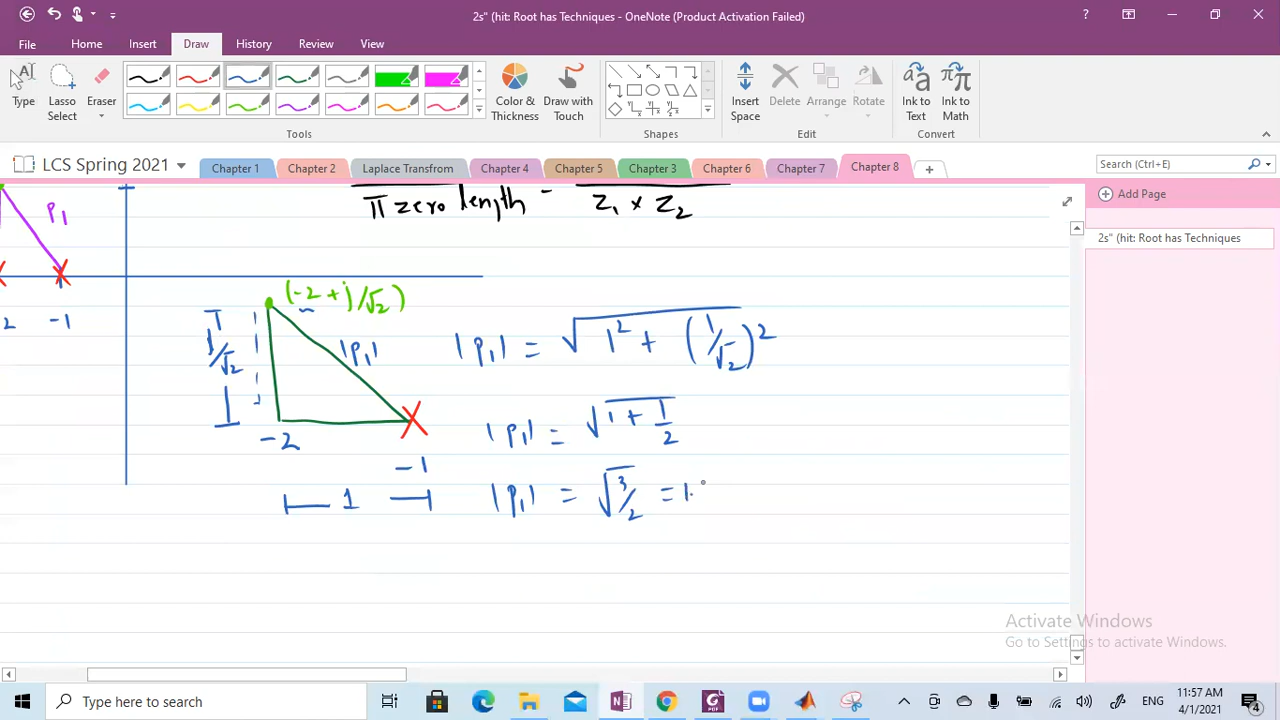 2s" (hit: Root has Techniques - OneNote (Product Activation Failed)
File Home Insert Draw History Review View
Type
Lasso Select
Eraser
Color & Thickness
Draw with Touch
Insert Space
Delete
Arrange
Rotate
Ink to Text
Ink to Math
Tools
Shapes
Edit
Convert
LCS Spring 2021
Chapter 1 Chapter 2 Laplace Transfrom Chapter 4 Chapter 5 Chapter 3 Chapter 6 Chapter 7 Chapter 8
Search (Ctrl+E)
Add Page
2s" (hit: Root has Techniques
π zero length = z₁ × z₂
P₁
2 -1
(-2 + j/√2)
1/√2
|P₁|
-2
-1
1
|P₁| = √1² + (1/√2)²
|P₁| = √1 + 1/2
|P₁| = √3/2 = 1.
Activate Windows
Go to Settings to activate Windows.
Type here to search
ENG
11:57 AM
4/1/2021
4